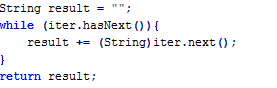 String result = "";
while (iter.hasNext()){
    result += (String)iter.next();
}
return result;